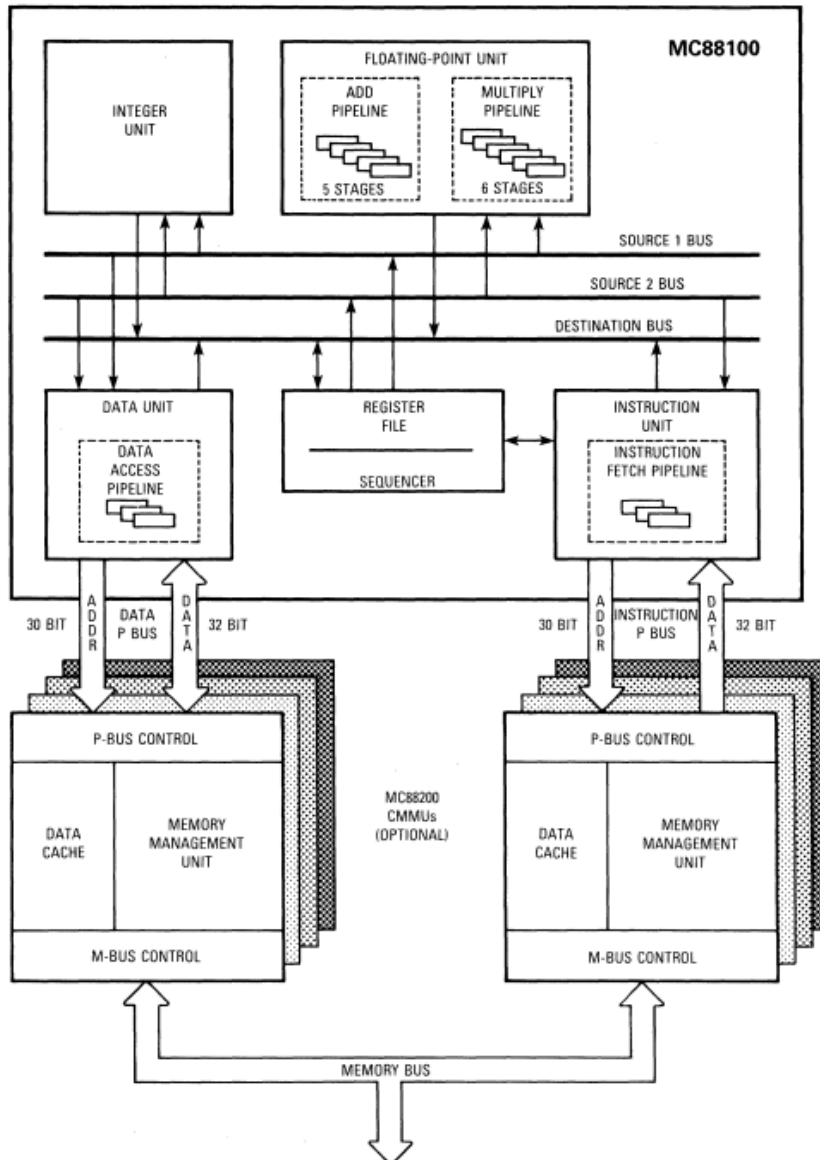 MC88100
INTEGER
UNIT
FLOATING-POINT UNIT
ADD
PIPELINE
5 STAGES
MULTIPLY
PIPELINE
6 STAGES
SOURCE 1 BUS
SOURCE 2 BUS
DESTINATION BUS
DATA UNIT
DATA
ACCESS
PIPELINE
REGISTER
FILE
SEQUENCER
INSTRUCTION
UNIT
INSTRUCTION
FETCH PIPELINE
30 BIT
ADDR
DATA
P BUS
DATA
32 BIT
30 BIT
ADDR
INSTRUCTION
P BUS
DATA
32 BIT
P-BUS CONTROL
DATA
CACHE
MEMORY
MANAGEMENT
UNIT
M-BUS CONTROL
MC88200
CMMUs
(OPTIONAL)
P-BUS CONTROL
DATA
CACHE
MEMORY
MANAGEMENT
UNIT
M-BUS CONTROL
MEMORY BUS